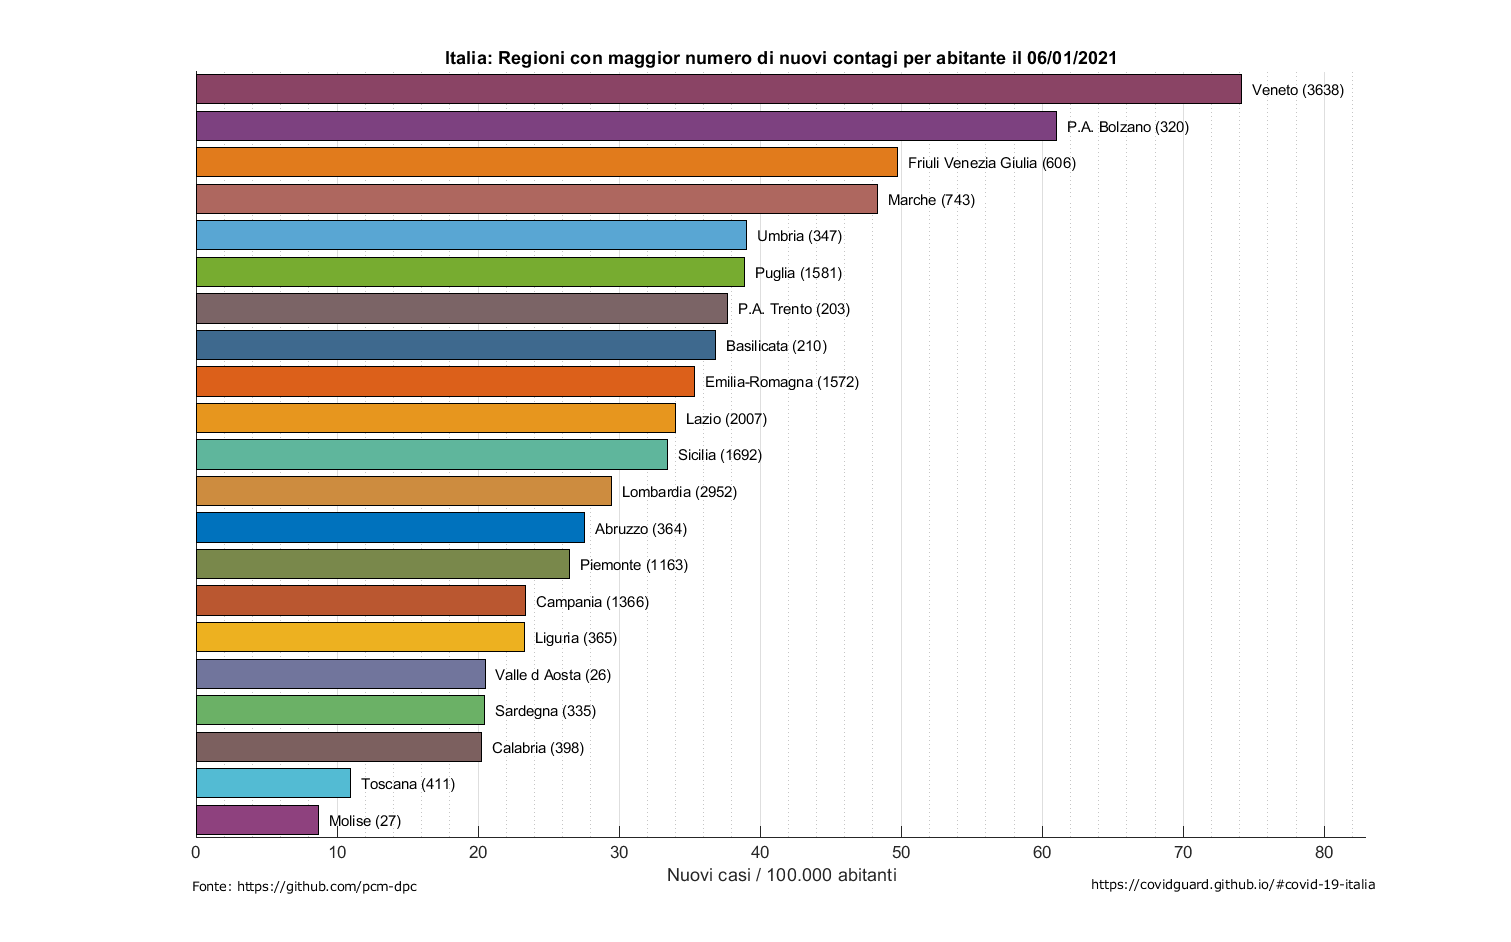 Italia: Regioni con maggior numero di nuovi contagi per abitante il 06/01/2021
Veneto (3638)
P.A. Bolzano (320)
Friuli Venezia Giulia (606)
Marche (743)
Umbria (347)
Puglia (1581)
P.A. Trento (203)
Basilicata (210)
Emilia-Romagna (1572)
Lazio (2007)
Sicilia (1692)
Lombardia (2952)
Abruzzo (364)
Piemonte (1163)
Campania (1366)
Liguria (365)
Valle d Aosta (26)
Sardegna (335)
Calabria (398)
Toscana (411)
Molise (27)
0 10 20 30 40 50 60 70 80
Nuovi casi / 100.000 abitanti
Fonte: https://github.com/pcm-dpc
https://covidguard.github.io/#covid-19-italia